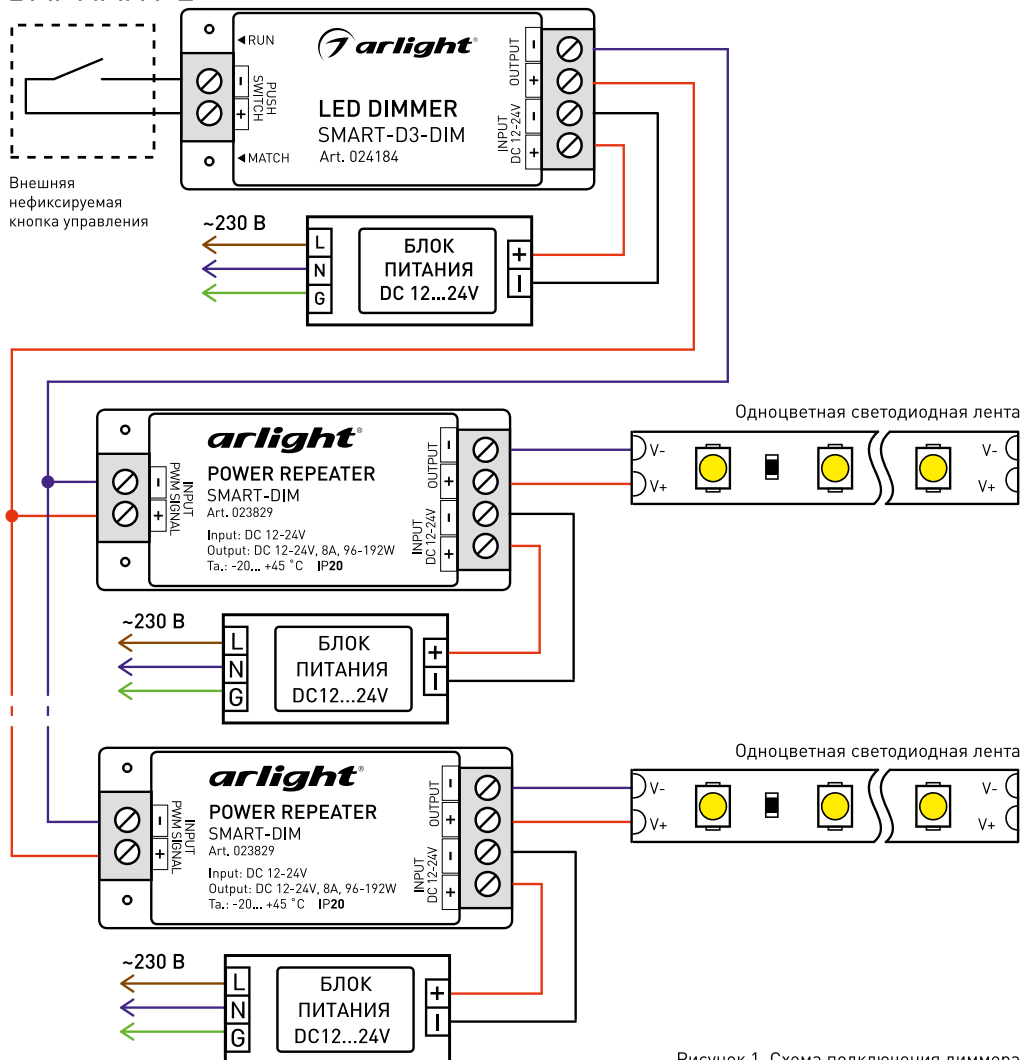 ◄RUN
arlight®
PUSH SWITCH
-
+
LED DIMMER
SMART-D3-DIM
Art. 024184
◄MATCH
OUTPUT
-
+
INPUT
DC 12-24V
-
+
Внешняя
нефиксируемая
кнопка управления
~230 В
L
N
G
БЛОК
ПИТАНИЯ
DC 12...24V
+
-
arlight®
INPUT
PWM SIGNAL
-
+
POWER REPEATER
SMART-DIM
Art. 023829
Input: DC 12-24V
Output: DC 12-24V, 8A, 96-192W
Ta.: -20... +45 °C IP20
OUTPUT
-
+
INPUT
DC 12-24V
-
+
Одноцветная светодиодная лента
V-
V+
V-
V+
~230 В
L
N
G
БЛОК
ПИТАНИЯ
DC12...24V
+
-
arlight®
INPUT
PWM SIGNAL
-
+
POWER REPEATER
SMART-DIM
Art. 023829
Input: DC 12-24V
Output: DC 12-24V, 8A, 96-192W
Ta.: -20... +45 °C IP20
OUTPUT
-
+
INPUT
DC 12-24V
-
+
Одноцветная светодиодная лента
V-
V+
V-
V+
~230 В
L
N
G
БЛОК
ПИТАНИЯ
DC12...24V
+
-
Рисунок 1. Схема подключения диммера